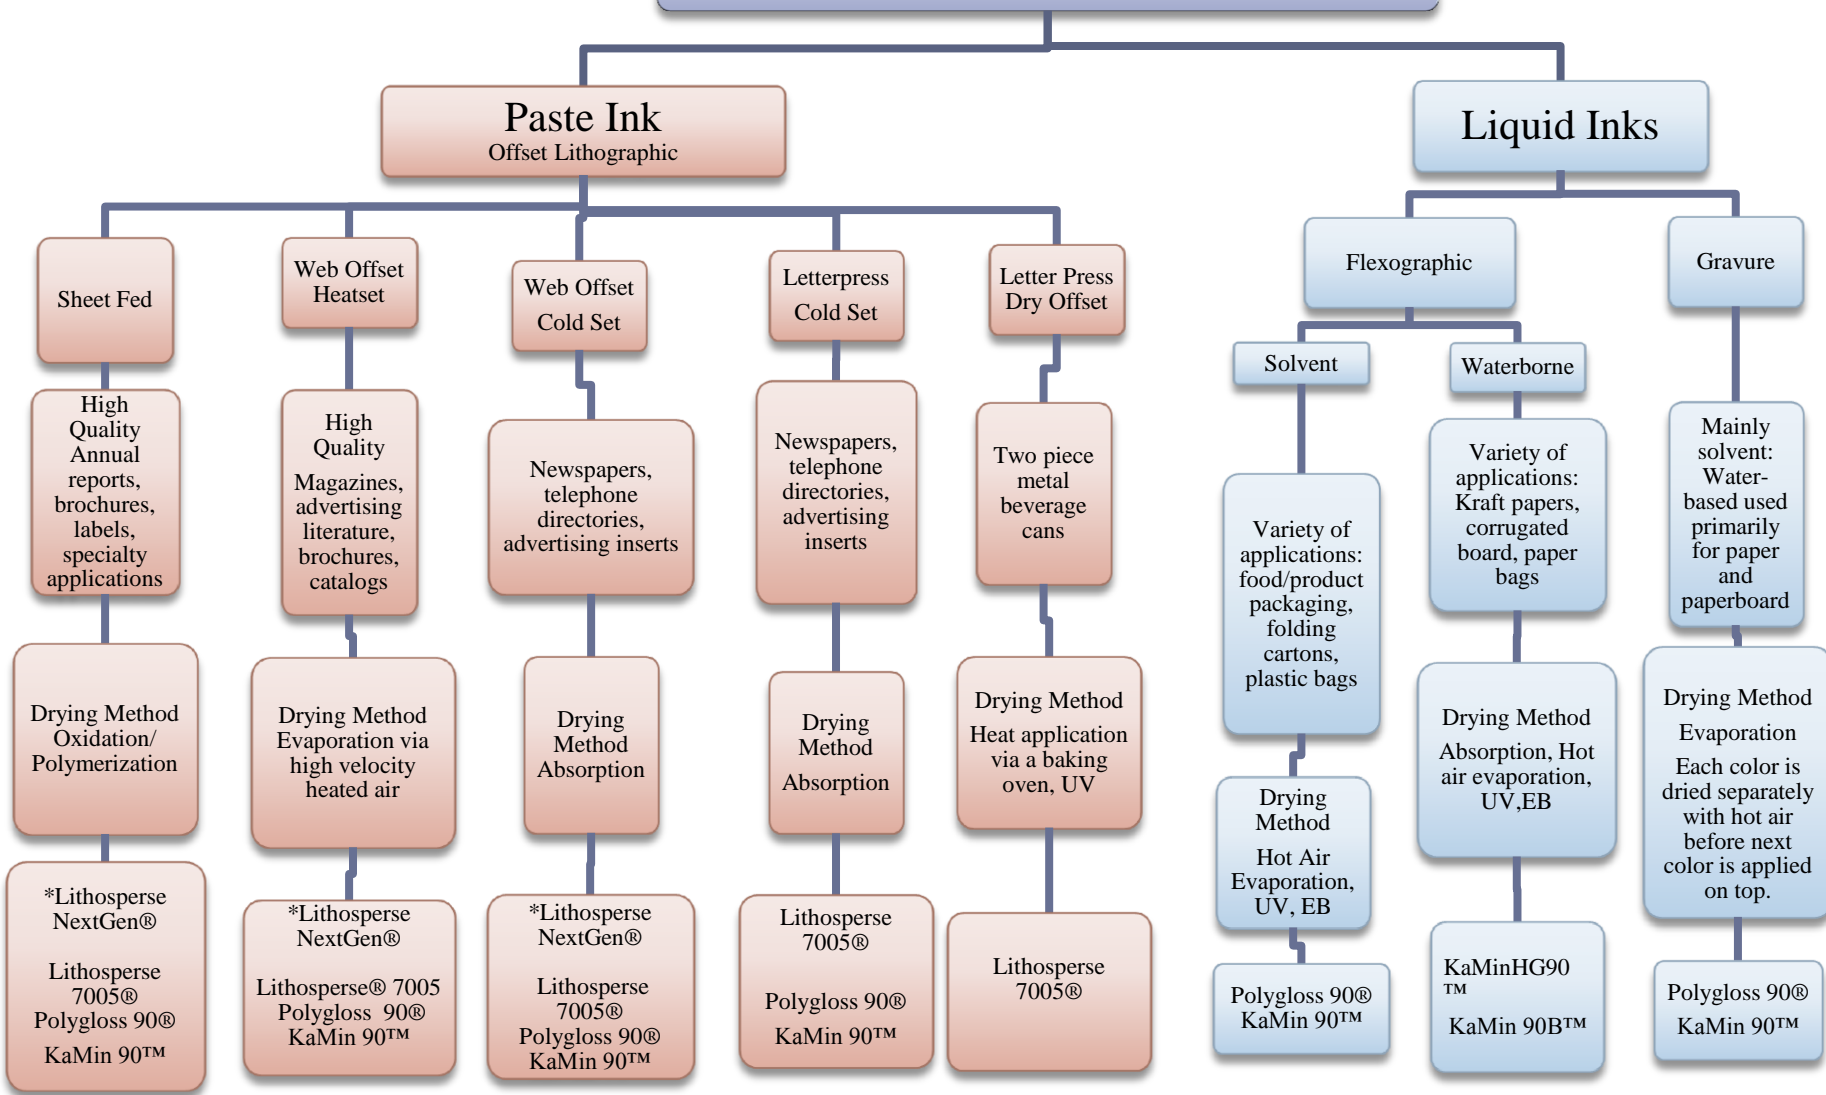 Paste Ink
Offset Lithographic
Liquid Inks
Sheet Fed
Web Offset
Heatset
Web Offset
Cold Set
Letterpress
Cold Set
Letter Press
Dry Offset
Flexographic
Gravure
Solvent
Waterborne
High
Quality
Annual
reports,
brochures,
labels,
specialty
applications
High
Quality
Magazines,
advertising
literature,
brochures,
catalogs
Newspapers,
telephone
directories,
advertising inserts
Newspapers,
telephone
directories,
advertising
inserts
Two piece
metal
beverage
cans
Variety of
applications:
food/product
packaging,
folding
cartons,
plastic bags
Variety of
applications:
Kraft papers,
corrugated
board, paper
bags
Mainly
solvent:
Water-
based used
primarily
for paper
and
paperboard
Drying Method
Oxidation/
Polymerization
Drying Method
Evaporation via
high velocity
heated air
Drying
Method
Absorption
Drying
Method
Absorption
Drying Method
Heat application
via a baking
oven, UV
Drying
Method
Hot Air
Evaporation,
UV, EB
Drying Method
Absorption, Hot
air evaporation,
UV,EB
Drying Method
Evaporation
Each color is
dried separately
with hot air
before next
color is applied
on top.
*Lithosperse
NextGen®
Lithosperse
7005®
Polygloss 90®
KaMin 90™
*Lithosperse
NextGen®
Lithosperse® 7005
Polygloss 90®
KaMin 90™
*Lithosperse
NextGen®
Lithosperse
7005®
Polygloss 90®
KaMin 90™
Lithosperse
7005®
Polygloss 90®
KaMin 90™
Lithosperse
7005®
Polygloss 90®
KaMin 90™
KaMinHG90
™
KaMin 90B™
Polygloss 90®
KaMin 90™